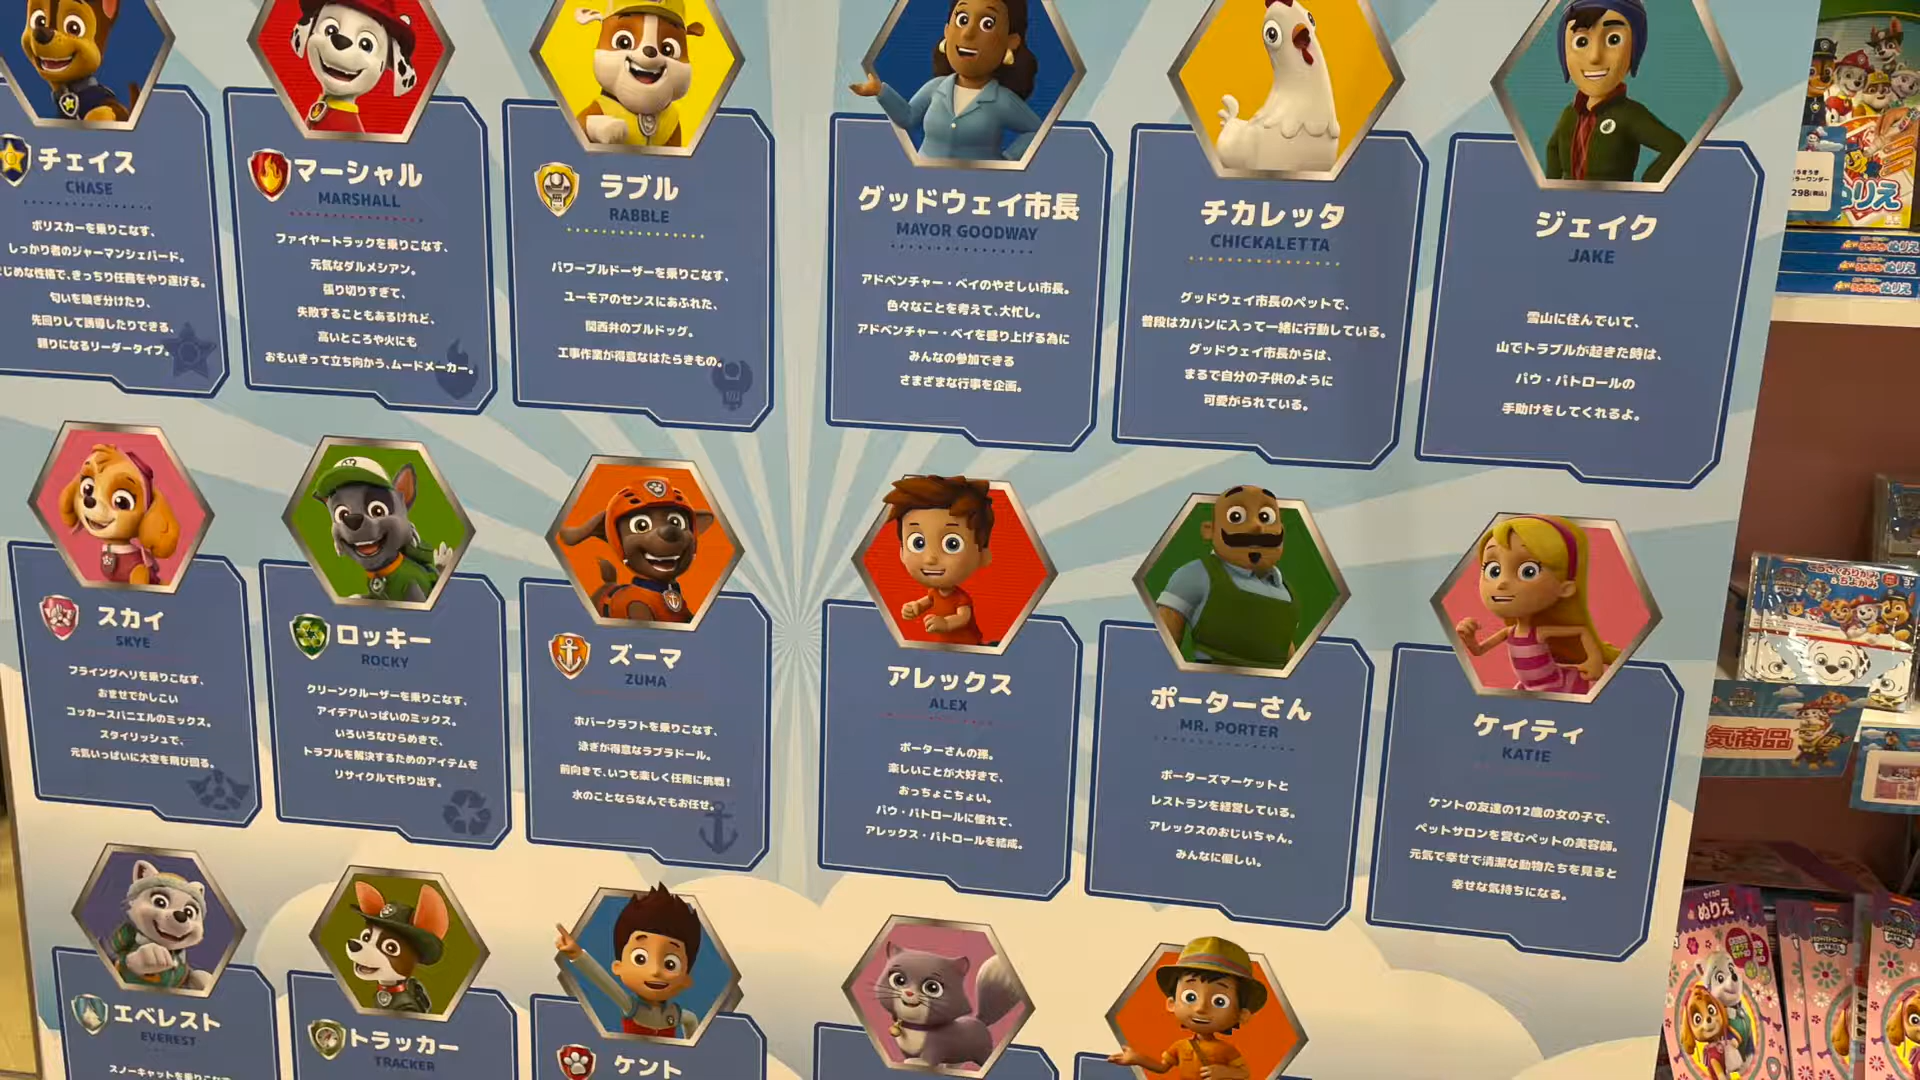 チェイス
CHASE
ポリスカーを乗りこなす、
しっかり者のジャーマンシェパード。
じめな性格で、きっちり任務をやり遂げる。
匂いを嗅ぎ分けたり、
先回りして誘導したりできる、
頼りになるリーダータイプ。
マーシャル
MARSHALL
ファイヤートラックを乗りこなす、
元気なダルメシアン。
張り切りすぎて、
失敗することもあるけれど、
高いところや火にも
おもいきって立ち向かう、ムードメーカー。
ラブル
RABBLE
パワーブルドーザーを乗りこなす、
ユーモアのセンスにあふれた、
関西弁のブルドッグ。
工事作業が得意なはたらきもの。
グッドウェイ市長
MAYOR GOODWAY
アドベンチャー・ベイのやさしい市長。
色々なことを考えて、大忙し。
アドベンチャー・ベイを盛り上げる為に
みんなの参加できる
さまざまな行事を企画。
チカレッタ
CHICKALETTA
グッドウェイ市長のペットで、
普段はカバンに入って一緒に行動している。
グッドウェイ市長からは、
まるで自分の子供のように
可愛がられている。
ジェイク
JAKE
雪山に住んでいて、
山でトラブルが起きた時は、
パウ・パトロールの
手助けをしてくれるよ。
スカイ
SKYE
フライングヘリを乗りこなす、
おませでかしこい
コッカースパニエルのミックス。
スタイリッシュで、
元気いっぱいに大空を飛び回る。
ロッキー
ROCKY
クリーンクルーザーを乗りこなす、
アイデアいっぱいのミックス。
いろいろなひらめきで、
トラブルを解決するためのアイテムを
リサイクルで作り出す。
ズーマ
ZUMA
ホバークラフトを乗りこなす、
泳ぎが得意なラブラドール。
前向きで、いつも楽しく任務に挑戦!
水のことならなんでもお任せ。
アレックス
ALEX
ポーターさんの孫。
楽しいことが大好きで、
おっちょこちょい。
パウ・パトロールに憧れて、
アレックス・パトロールを結成。
ポーターさん
MR. PORTER
ポーターズマーケットと
レストランを経営している。
アレックスのおじいちゃん。
みんなに優しい。
ケイティ
KATIE
ケントの友達の12歳の女の子で、
ペットサロンを営むペットの美容師。
元気で幸せで清潔な動物たちを見ると
幸せな気持ちになる。
エベレスト
EVEREST
スノーキャットを乗りこなす
トラッカー
TRACKER
ケント
298(税込)
ぬりえ
気商品
ぬりえ